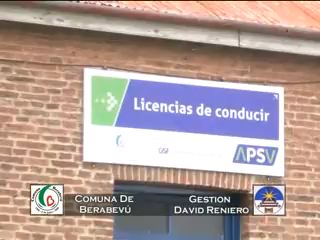 Licencias de conducir
APSV
COMUNA DE
BERABEVÚ
GESTION
DAVID RENIERO